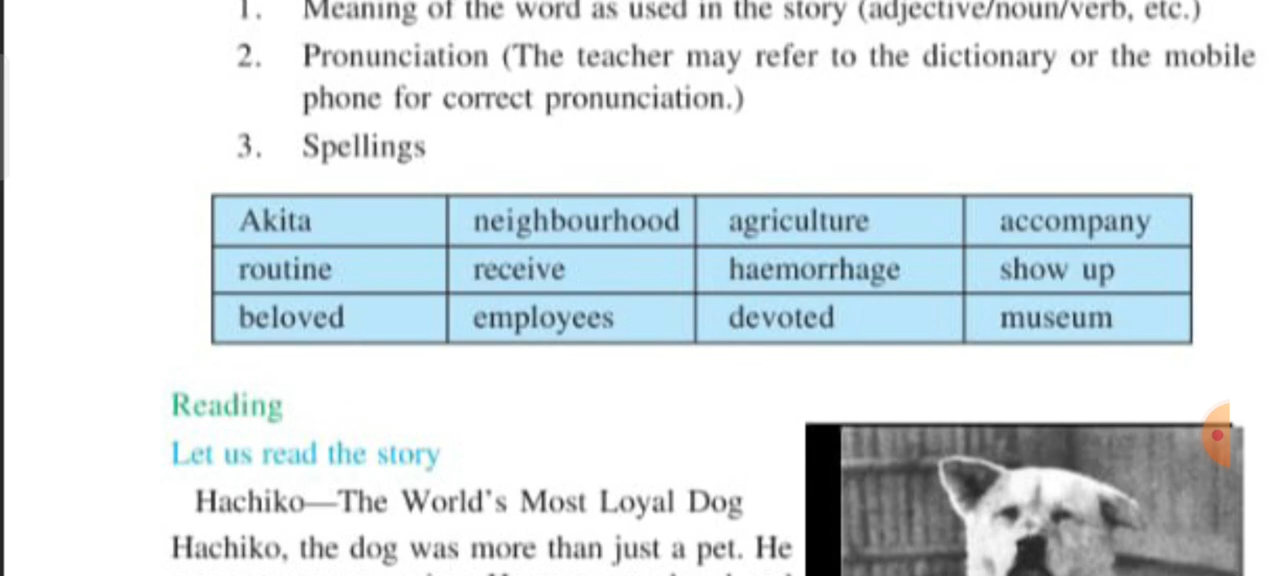 1. Meaning of the word as used in the story (adjective/noun/verb, etc.)
2. Pronunciation (The teacher may refer to the dictionary or the mobile
phone for correct pronunciation.)
3. Spellings
Akita neighbourhood agriculture accompany
routine receive haemorrhage show up
beloved employees devoted museum
Reading
Let us read the story
Hachiko—The World's Most Loyal Dog
Hachiko, the dog was more than just a pet. He